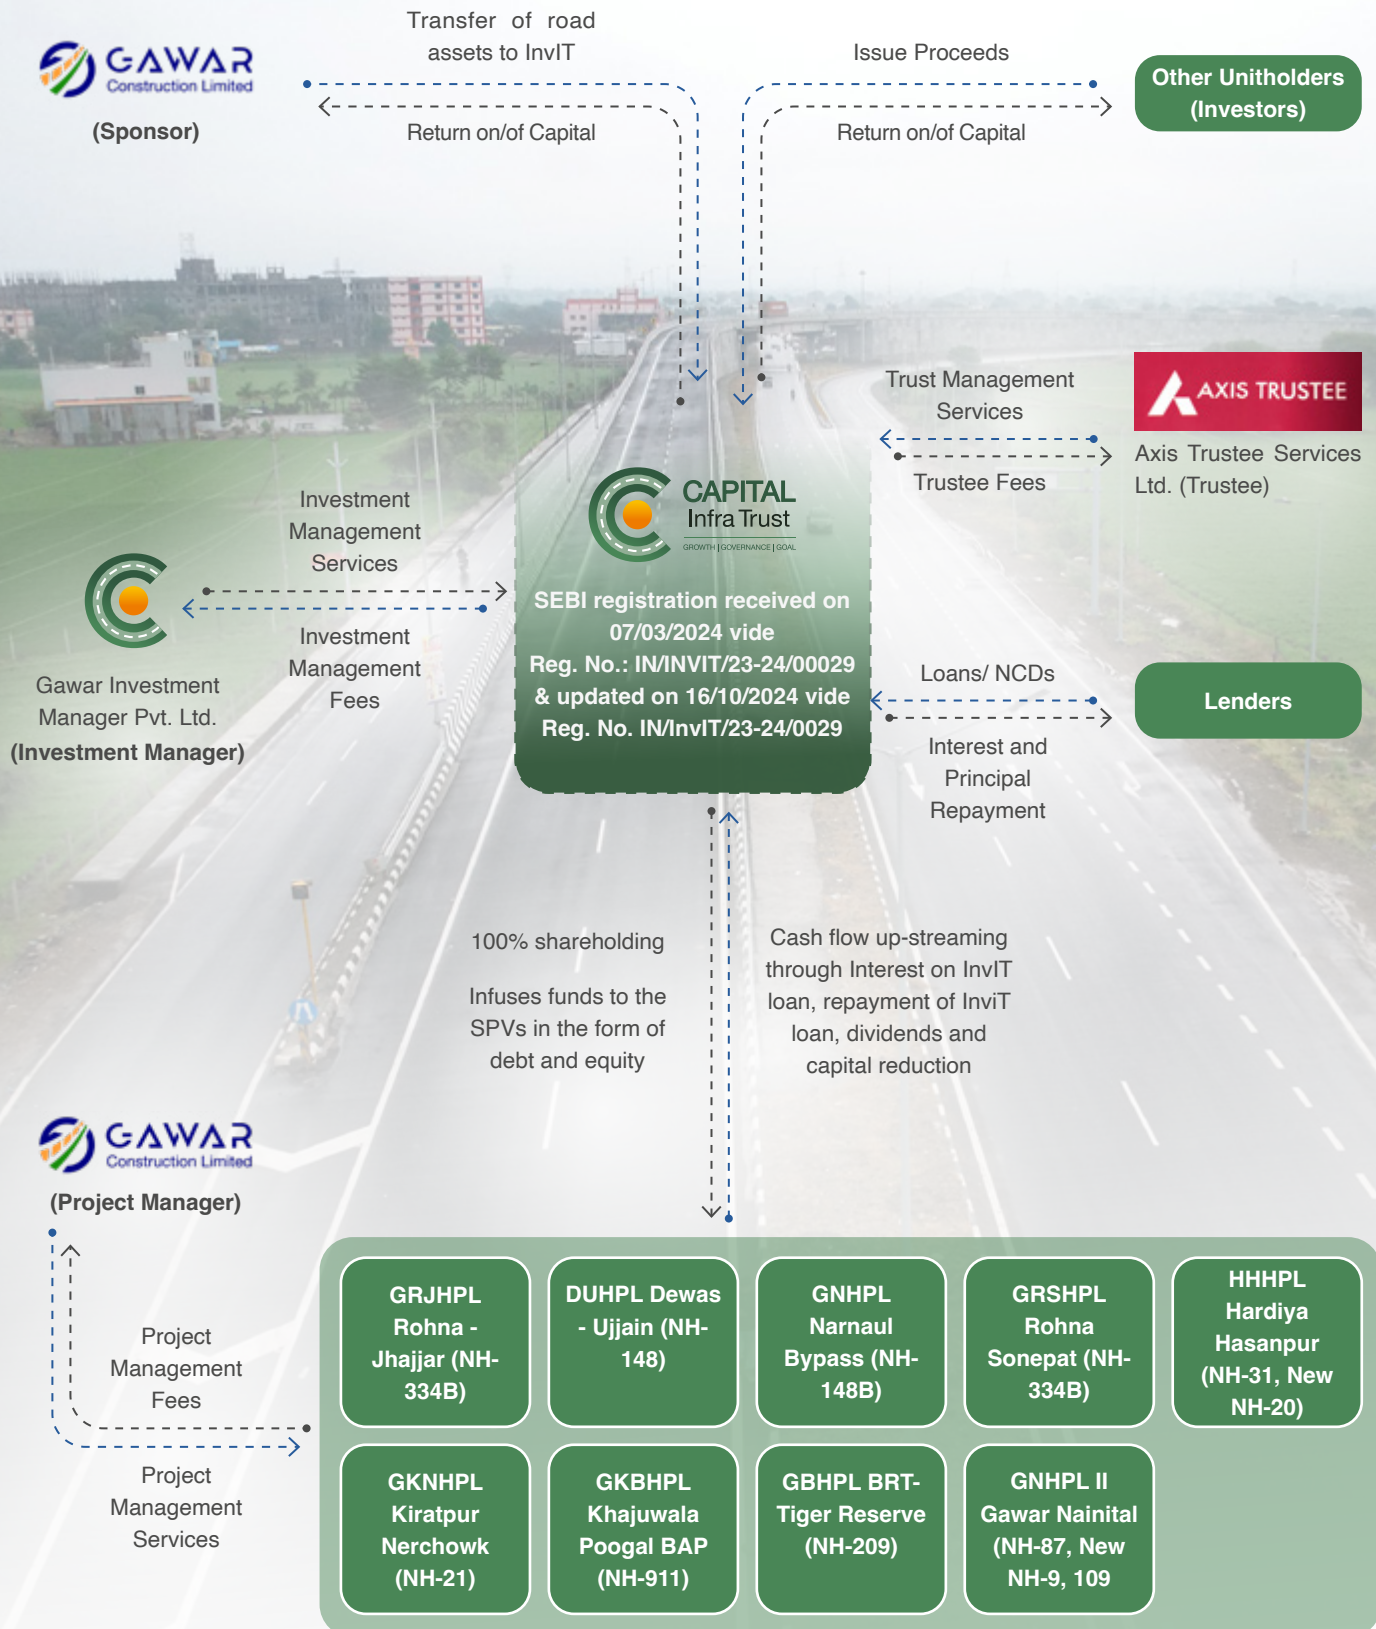 Transfer of road
assets to InvIT
Issue Proceeds
GAWAR
Construction Limited
(Sponsor)
Return on/of Capital
Return on/of Capital
Other Unitholders
(Investors)
Trust Management
Services
Trustee Fees
AXIS TRUSTEE
Axis Trustee Services
Ltd. (Trustee)
Investment
Management
Services
Investment
Management
Fees
Gawar Investment
Manager Pvt. Ltd.
(Investment Manager)
CAPITAL
Infra Trust
GROWTH | GOVERNANCE | GOAL
SEBI registration received on
07/03/2024 vide
Reg. No.: IN/INVIT/23-24/00029
& updated on 16/10/2024 vide
Reg. No. IN/InvIT/23-24/0029
Loans/ NCDs
Interest and
Principal
Repayment
Lenders
100% shareholding
Infuses funds to the
SPVs in the form of
debt and equity
Cash flow up-streaming
through Interest on InvIT
loan, repayment of InviT
loan, dividends and
capital reduction
GAWAR
Construction Limited
(Project Manager)
Project
Management
Fees
Project
Management
Services
GRJHPL
Rohna -
Jhajjar (NH-
334B)
DUHPL Dewas
- Ujjain (NH-
148)
GNHPL
Narnaul
Bypass (NH-
148B)
GRSHPL
Rohna
Sonepat (NH-
334B)
HHHPL
Hardiya
Hasanpur
(NH-31, New
NH-20)
GKNHPL
Kiratpur
Nerchowk
(NH-21)
GKBHPL
Khajuwala
Poogal BAP
(NH-911)
GBHPL BRT-
Tiger Reserve
(NH-209)
GNHPL II
Gawar Nainital
(NH-87, New
NH-9, 109